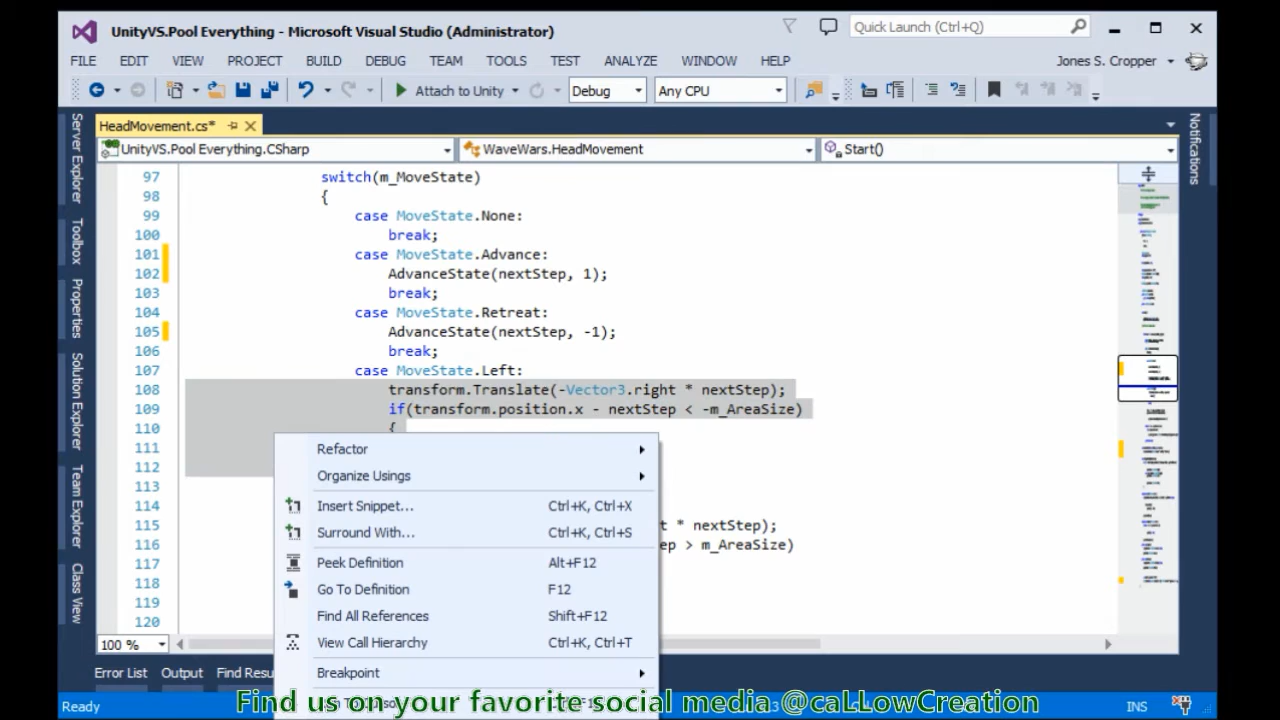 UnityVS.Pool Everything - Microsoft Visual Studio (Administrator)
Quick Launch (Ctrl+Q)
FILE EDIT VIEW PROJECT BUILD DEBUG TEAM TOOLS TEST ANALYZE WINDOW HELP
Jones S. Cropper
Attach to Unity
Debug
Any CPU
HeadMovement.cs*
UnityVS.Pool Everything.CSharp
WaveWars.HeadMovement
Start()
Server Explorer
Toolbox
Properties
Solution Explorer
Team Explorer
Class View
Notifications
97 switch(m_MoveState)
98 {
99 case MoveState.None:
100 break;
101 case MoveState.Advance:
102 AdvanceState(nextStep, 1);
103 break;
104 case MoveState.Retreat:
105 AdvanceState(nextStep, -1);
106 break;
107 case MoveState.Left:
108 transform.Translate(-Vector3.right * nextStep);
109 if(transform.position.x - nextStep < -m_AreaSize)
110 {
111
112
113
114
115 t * nextStep);
116 ep > m_AreaSize)
117
118
119
120
Refactor
Organize Usings
Insert Snippet... Ctrl+K, Ctrl+X
Surround With... Ctrl+K, Ctrl+S
Peek Definition Alt+F12
Go To Definition F12
Find All References Shift+F12
View Call Hierarchy Ctrl+K, Ctrl+T
Breakpoint
100 %
Error List Output Find Resu
Find us on your favorite social media @caLLowCreation
Ready
INS